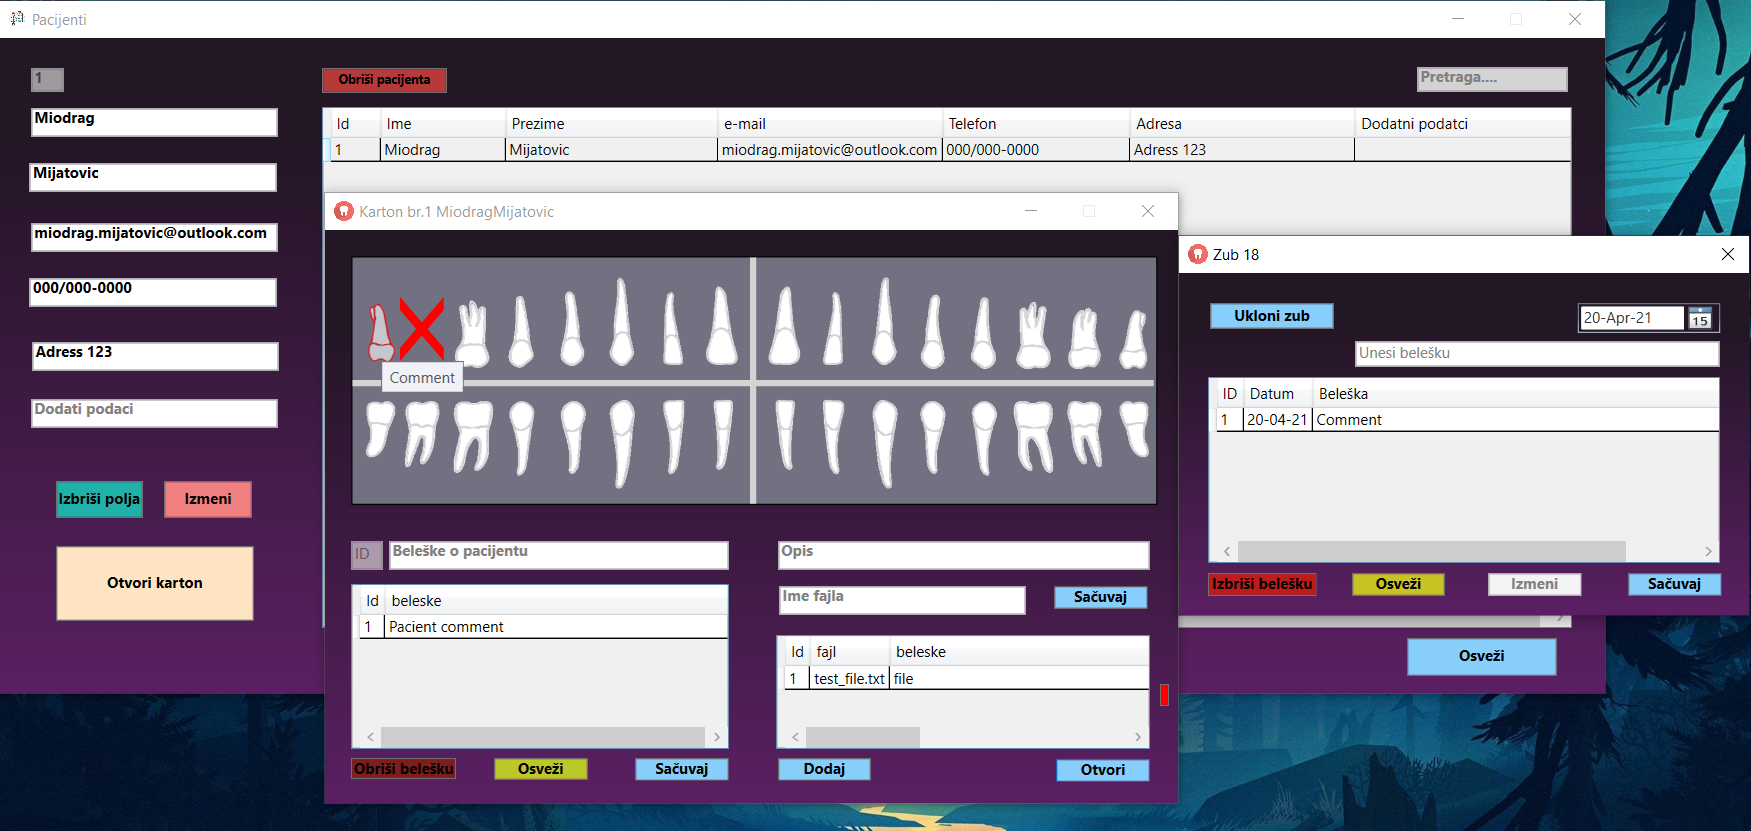 Pacijenti
1
Obriši pacijenta
Pretraga....
Miodrag
Mijatovic
miodrag.mijatovic@outlook.com
000/000-0000
Adress 123
Dodati podaci
Izbriši polja
Izmeni
Otvori karton
Id Ime Prezime e-mail Telefon Adresa Dodatni podatci
1 Miodrag Mijatovic miodrag.mijatovic@outlook.com 000/000-0000 Adress 123
Karton br.1 MiodragMijatovic
Comment
ID Beleške o pacijentu
Id beleske
1 Pacient comment
Obriši belešku
Osveži
Sačuvaj
Opis
Ime fajla
Sačuvaj
Id fajl beleske
1 test_file.txt file
Dodaj
Otvori
Zub 18
Ukloni zub
20-Apr-21
15
Unesi belešku
ID Datum Beleška
1 20-04-21 Comment
Izbriši belešku
Osveži
Izmeni
Sačuvaj
Osveži